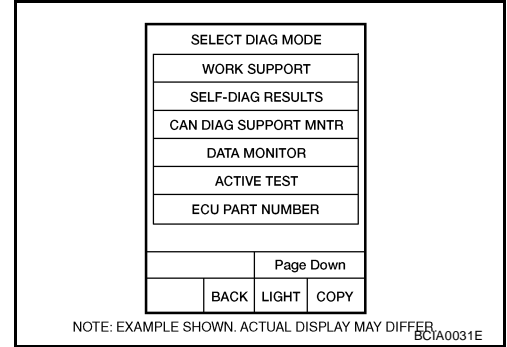 SELECT DIAG MODE
WORK SUPPORT
SELF-DIAG RESULTS
CAN DIAG SUPPORT MNTR
DATA MONITOR
ACTIVE TEST
ECU PART NUMBER
Page Down
BACK LIGHT COPY
NOTE: EXAMPLE SHOWN. ACTUAL DISPLAY MAY DIFFER.
BCIA0031E